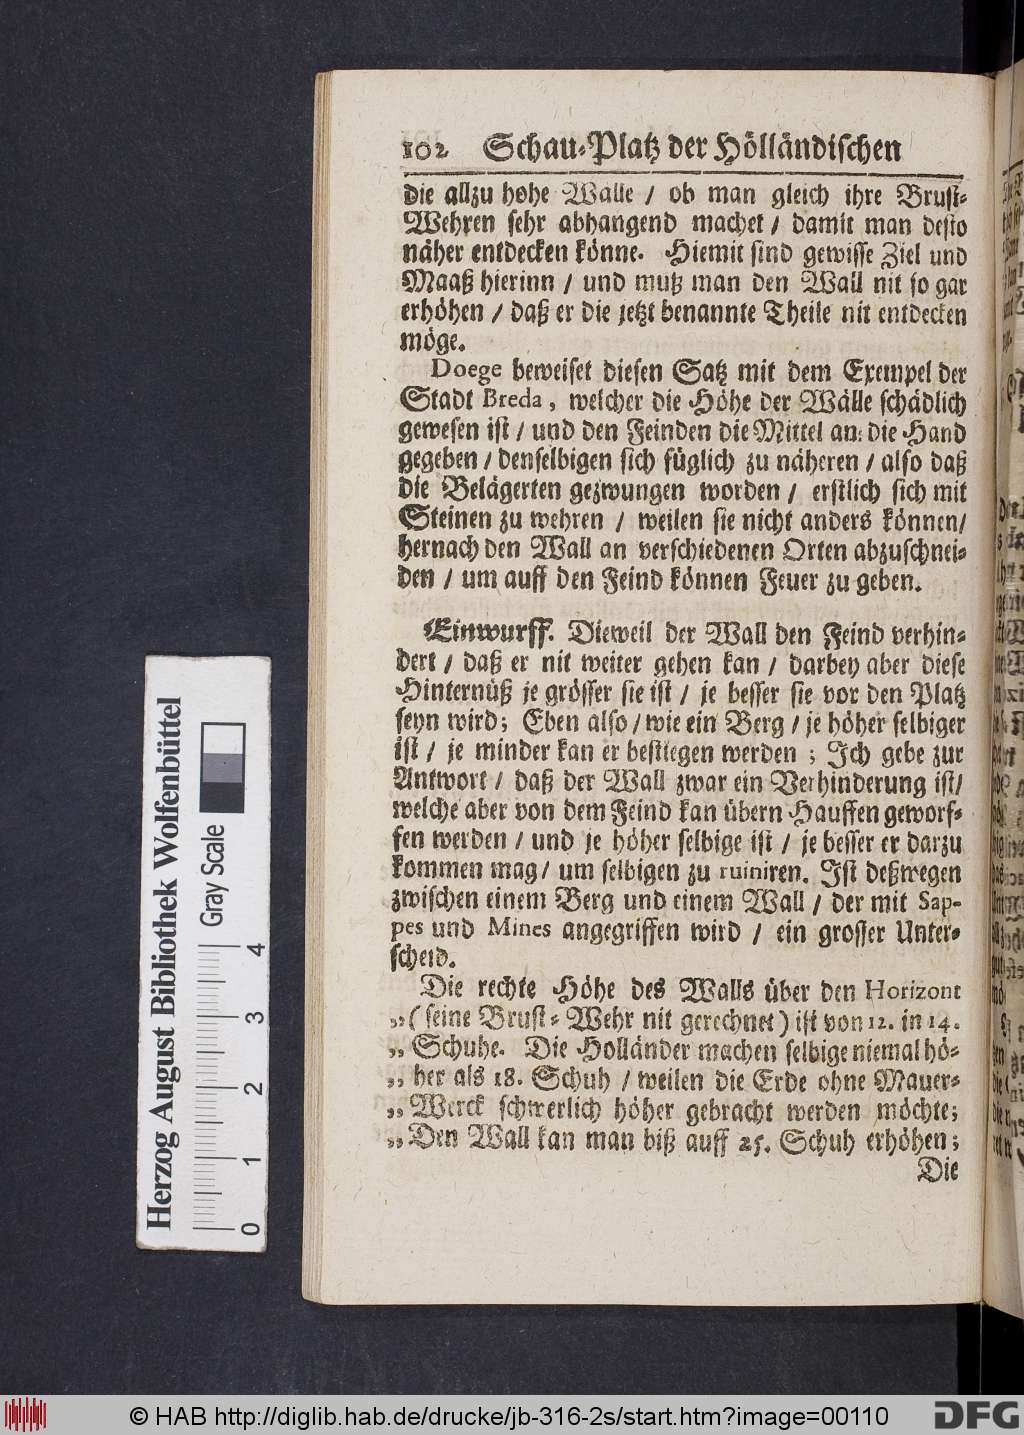 102 Schau-Platz der Hölländischen
die allzu hohe Wälle / ob man gleich ihre Brust-
Wehren sehr abhangend machet / damit man desto
näher entdecken könne. Hiemit sind gewisse Ziel und
Maaß hierinn / und muß man den Wall nit so gar
erhöhen / daß er die jetzt benannte Theile nit entdecken
möge.
Doege beweiset diesen Satz mit dem Exempel der
Stadt Breda, welcher die Höhe der Wälle schädlich
gewesen ist / und den Feinden die Mittel an die Hand
gegeben / denselbigen sich füglich zu näheren / also daß
die Belägerten gezwungen worden / erstlich sich mit
Steinen zu wehren / weilen sie nicht anders können/
hernach den Wall an verschiedenen Orten abzuschnei-
den / um auff den Feind können Feuer zu geben.
Einwurff. Dieweil der Wall den Feind verhin-
dert / daß er nit weiter gehen kan / darbey aber diese
Hinternüß je grösser sie ist / je besser sie vor den Platz
seyn wird; Eben also / wie ein Berg / je höher selbiger
ist / je minder kan er bestiegen werden ; Ich gebe zur
Antwort / daß der Wall zwar ein Verhinderung ist/
welche aber von dem Feind kan übern Hauffen geworf-
fen werden / und je höher selbige ist / je besser er darzu
kommen mag / um selbigen zu ruiniren. Ist deßwegen
zwischen einem Berg und einem Wall / der mit Sap-
pes und Mines angegriffen wird / ein grosser Unter-
scheid.
Die rechte Höhe des Walls über den Horizont
„ ( seine Brust-Wehr nit gerechnet ) ist von 12. in 14.
„ Schuhe. Die Holländer machen selbige niemal hö-
„ her als 18. Schuh / weilen die Erde ohne Mauer-
„ Werck schwerlich höher gebracht werden möchte;
„ Den Wall kan man biß auff 25. Schuh erhöhen;
Die
Herzog August Bibliothek Wolfenbüttel
Gray Scale
0 1 2 3 4
© HAB http://diglib.hab.de/drucke/jb-316-2s/start.htm?image=00110
DFG